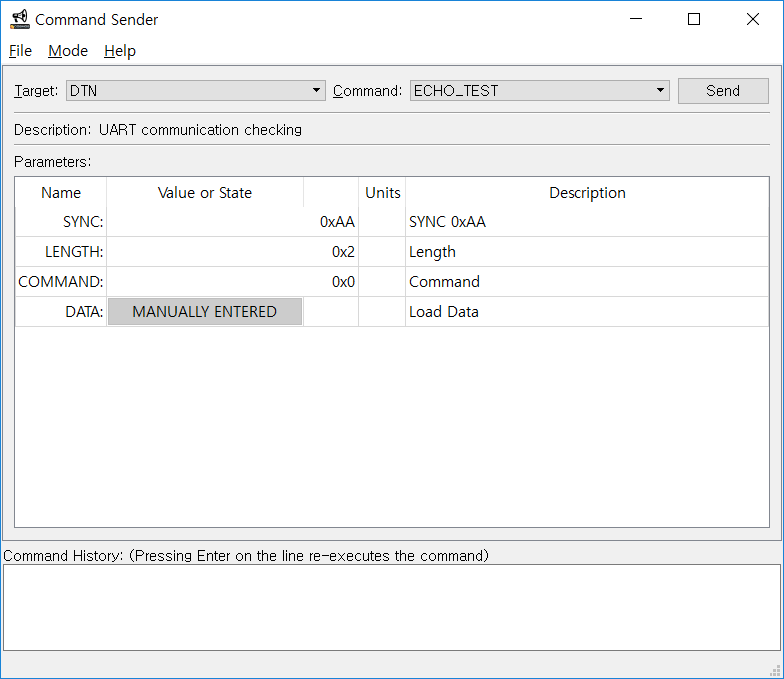 Command Sender
File Mode Help
Target: DTN Command: ECHO_TEST Send
Description: UART communication checking
Parameters:
Name Value or State Units Description
SYNC: 0xAA SYNC 0xAA
LENGTH: 0x2 Length
COMMAND: 0x0 Command
DATA: MANUALLY ENTERED Load Data
Command History: (Pressing Enter on the line re-executes the command)